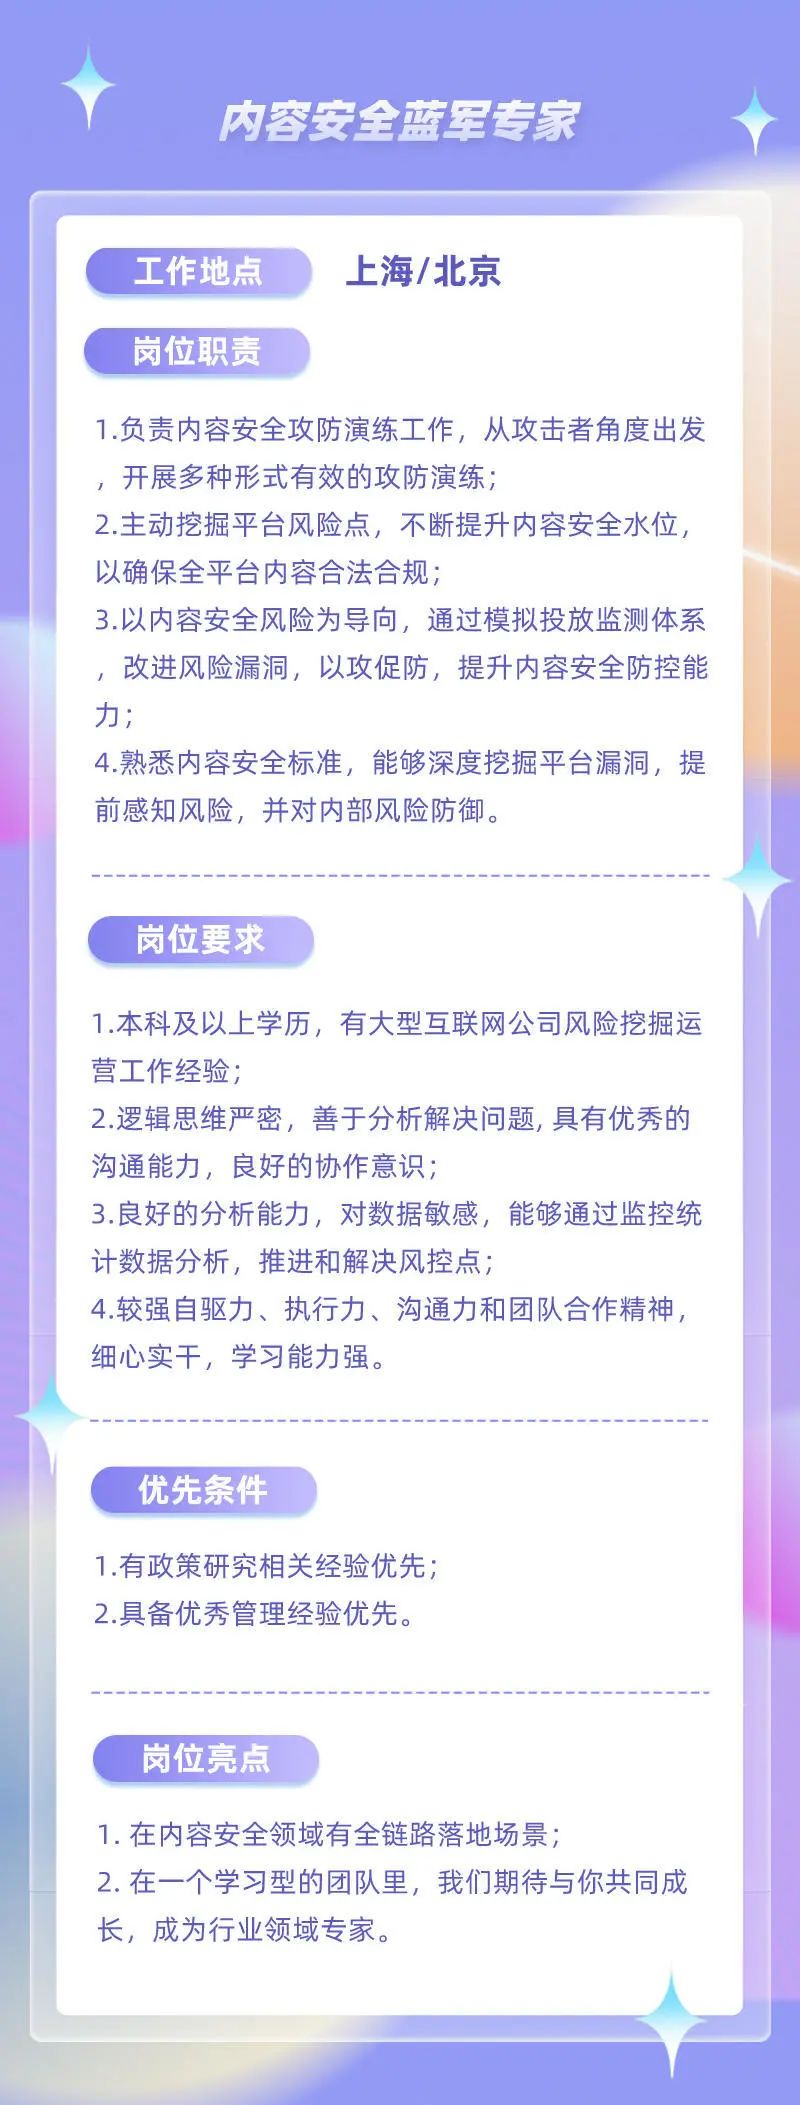 内容安全蓝军专家
工作地点 上海/北京
岗位职责
1.负责内容安全攻防演练工作，从攻击者角度出发
，开展多种形式有效的攻防演练；
2.主动挖掘平台风险点，不断提升内容安全水位，
以确保全平台内容合法合规；
3.以内容安全风险为导向，通过模拟投放监测体系
，改进风险漏洞，以攻促防，提升内容安全防控能
力；
4.熟悉内容安全标准，能够深度挖掘平台漏洞，提
前感知风险，并对内部风险防御。
岗位要求
1.本科及以上学历，有大型互联网公司风险挖掘运
营工作经验；
2.逻辑思维严密，善于分析解决问题,具有优秀的
沟通能力，良好的协作意识；
3.良好的分析能力，对数据敏感，能够通过监控统
计数据分析，推进和解决风控点；
4.较强自驱力、执行力、沟通力和团队合作精神，
细心实干，学习能力强。
优先条件
1.有政策研究相关经验优先；
2.具备优秀管理经验优先。
岗位亮点
1. 在内容安全领域有全链路落地场景；
2. 在一个学习型的团队里，我们期待与你共同成
长，成为行业领域专家。